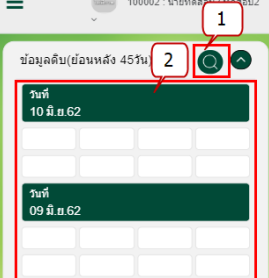 100002 : นายทดสอบ
1
ข้อมูลดิบ(ย้อนหลัง 45วัน)
2
วันที่
10 มิ.ย.62
วันที่
09 มิ.ย.62